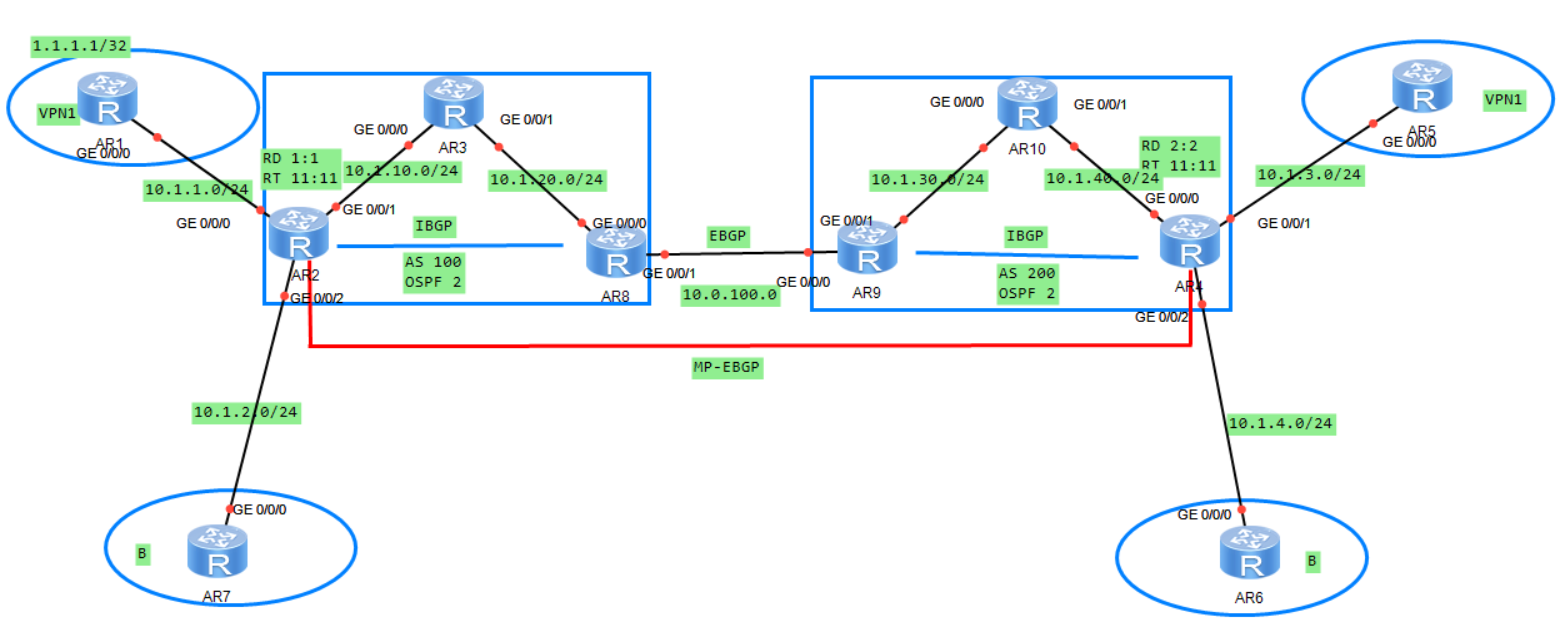 1.1.1.1/32
VPN1
R
AR1
GE 0/0/0
10.1.1.0/24
GE 0/0/0
RD 1:1
RT 11:11
R
AR3
GE 0/0/0
GE 0/0/1
10.1.10.0/24
10.1.20.0/24
GE 0/0/1
R
AR2
GE 0/0/2
IBGP
AS 100
OSPF 2
GE 0/0/0
R
GE 0/0/1
AR8
EBGP
10.0.100.0
GE 0/0/0
GE 0/0/1
R
AR9
R
AR10
GE 0/0/0
GE 0/0/1
10.1.30.0/24
10.1.40.0/24
RD 2:2
RT 11:11
IBGP
AS 200
OSPF 2
GE 0/0/0
R
AR4
GE 0/0/1
GE 0/0/2
10.1.3.0/24
R
AR5
GE 0/0/0
VPN1
MP-EBGP
10.1.2.0/24
GE 0/0/0
B
R
AR7
10.1.4.0/24
GE 0/0/0
R
B
AR6